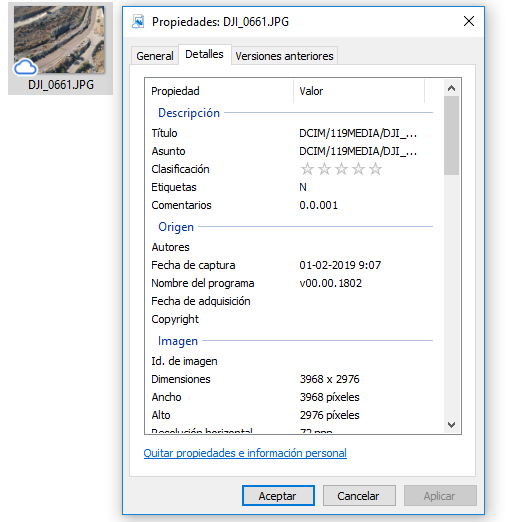 DJI_0661.JPG
Propiedades: DJI_0661.JPG
General Detalles Versiones anteriores
Propiedad Valor
Descripción
Título DCIM/119MEDIA/DJI_...
Asunto DCIM/119MEDIA/DJI_...
Clasificación
Etiquetas N
Comentarios 0.0.001
Origen
Autores
Fecha de captura 01-02-2019 9:07
Nombre del programa v00.00.1802
Fecha de adquisición
Copyright
Imagen
Id. de imagen
Dimensiones 3968 x 2976
Ancho 3968 píxeles
Alto 2976 píxeles
Resolución horizontal 72 ppp
Quitar propiedades e información personal
Aceptar Cancelar Aplicar